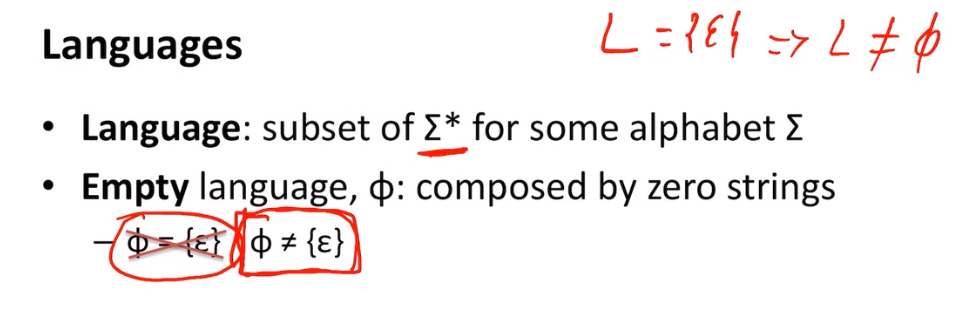 Languages
L = {ε} => L ≠ ϕ
• Language: subset of Σ* for some alphabet Σ
• Empty language, ϕ: composed by zero strings
– ϕ = {ε} ϕ ≠ {ε}